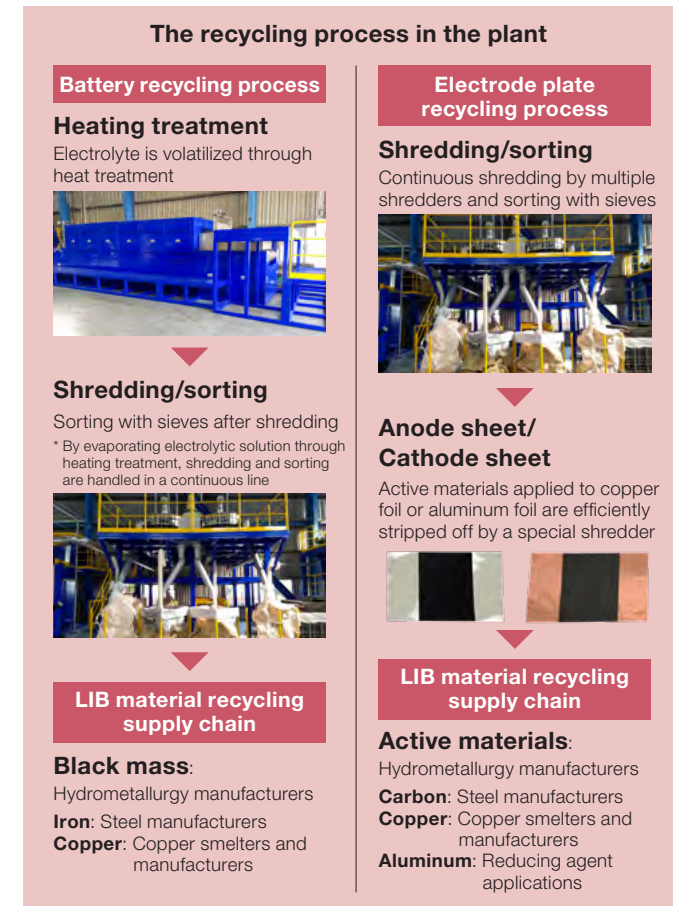 The recycling process in the plant
Battery recycling process
Heating treatment
Electrolyte is volatilized through
heat treatment
Shredding/sorting
Sorting with sieves after shredding
* By evaporating electrolytic solution through
heating treatment, shredding and sorting
are handled in a continuous line
LIB material recycling
supply chain
Black mass:
Hydrometallurgy manufacturers
Iron: Steel manufacturers
Copper: Copper smelters and
manufacturers
Electrode plate
recycling process
Shredding/sorting
Continuous shredding by multiple
shredders and sorting with sieves
Anode sheet/
Cathode sheet
Active materials applied to copper
foil or aluminum foil are efficiently
stripped off by a special shredder
LIB material recycling
supply chain
Active materials:
Hydrometallurgy manufacturers
Carbon: Steel manufacturers
Copper: Copper smelters and
manufacturers
Aluminum: Reducing agent
applications